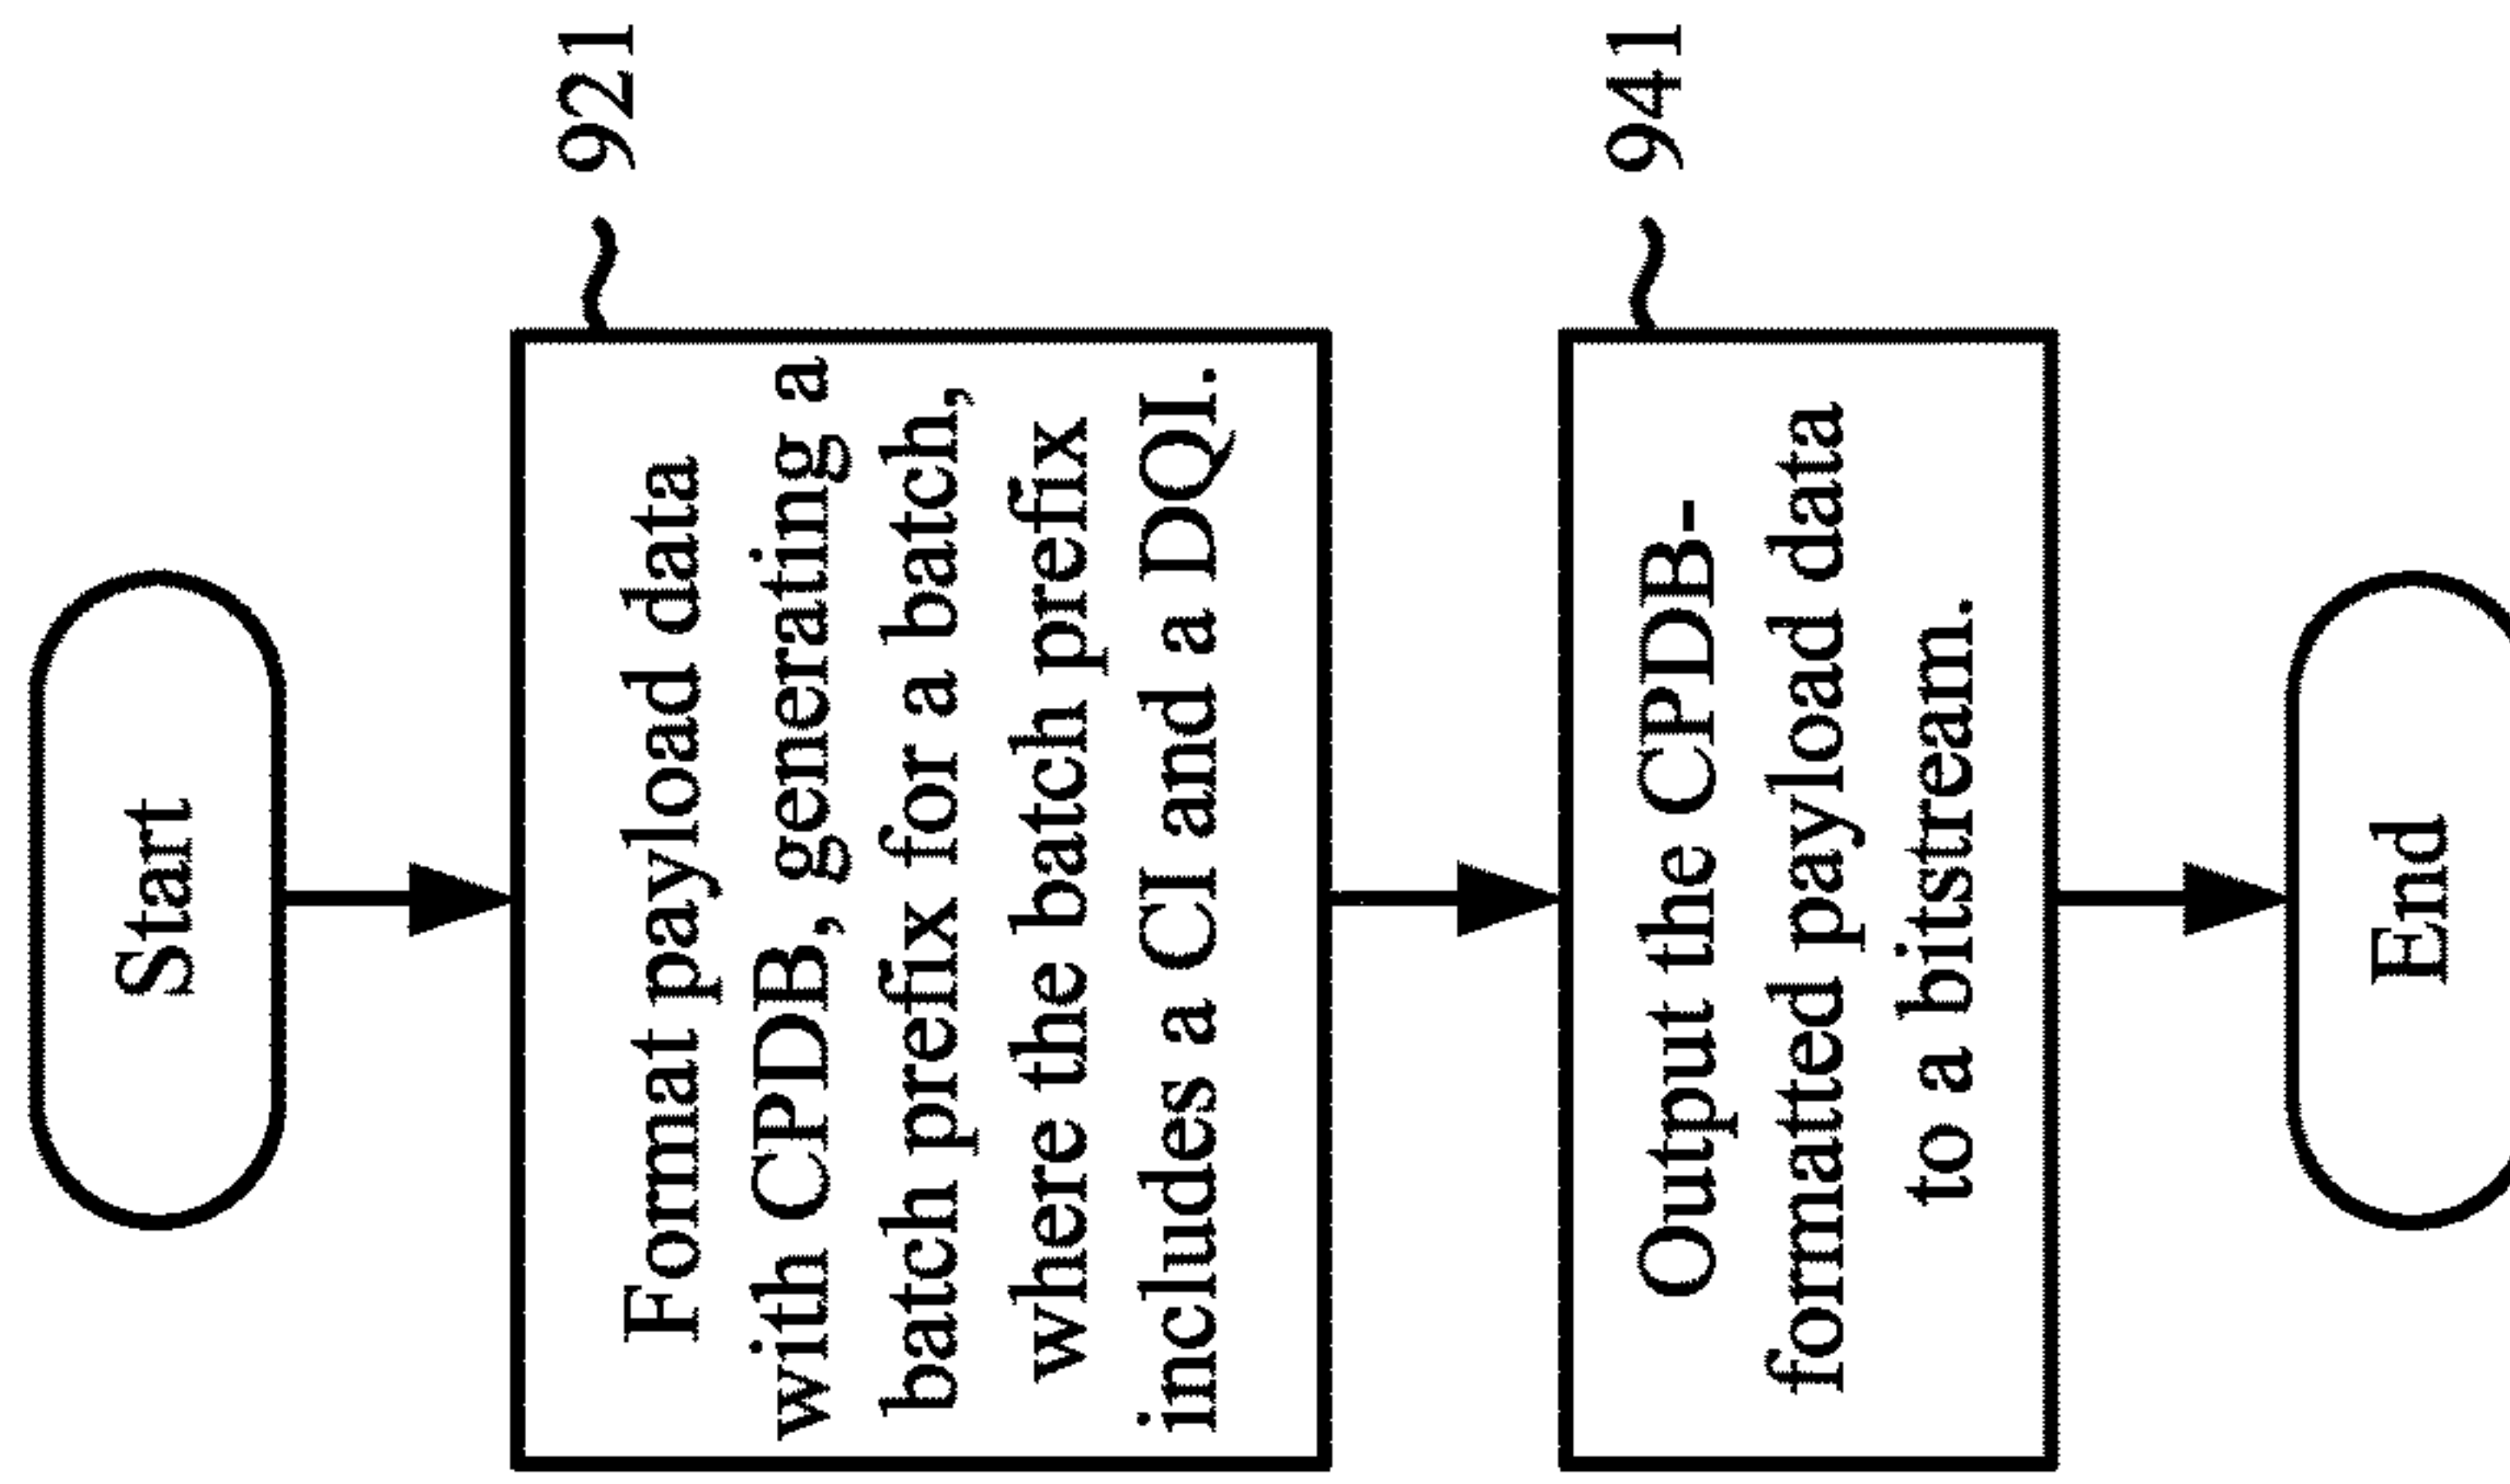 Start
921
Format payload data
with CPDB, generating a
batch prefix for a batch,
where the batch prefix
includes a CI and a DQI.
941
Output the CPDB-
formatted payload data
to a bitstream.
End